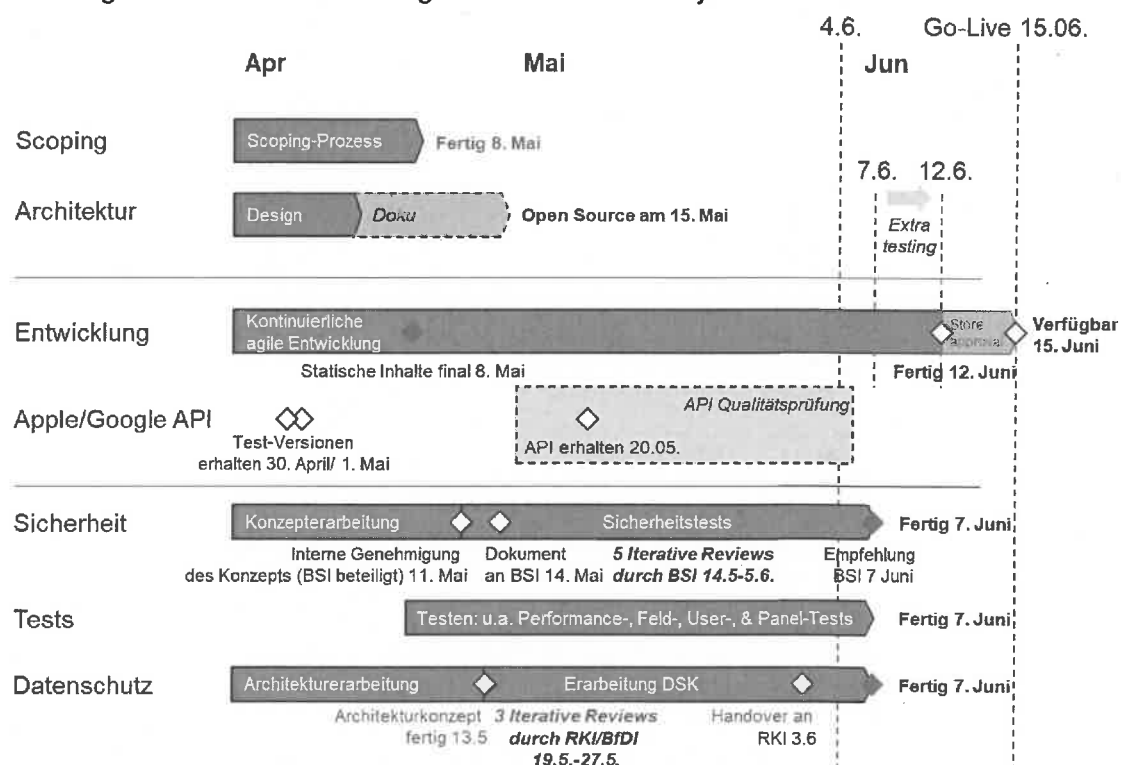 4.6. Go-Live 15.06.
Apr Mai Jun
Scoping Scoping-Prozess Fertig 8. Mai
7.6. 12.6.
Architektur Design Doku Open Source am 15. Mai
Extra
testing
Entwicklung
Kontinuierliche
agile Entwicklung
Store
Verfügbar
15. Juni
Statische Inhalte final 8. Mai
Fertig 12. Juni
Apple/Google API
API Qualitätsprüfung
Test-Versionen
erhalten 30. April/ 1. Mai
API erhalten 20.05.
Sicherheit Konzepterarbeitung Sicherheitstests Fertig 7. Juni
Interne Genehmigung
des Konzepts (BSI beteiligt) 11. Mai
Dokument
an BSI 14. Mai
5 Iterative Reviews
durch BSI 14.5-5.6.
Empfehlung
BSI 7 Juni
Tests Testen: u.a. Performance-, Feld-, User-, & Panel-Tests Fertig 7. Juni
Datenschutz Architekturerarbeitung Erarbeitung DSK Fertig 7. Juni
Architekturkonzept
fertig 13.5
3 Iterative Reviews
durch RKI/BfDI
19.5.-27.5.
Handover an
RKI 3.6